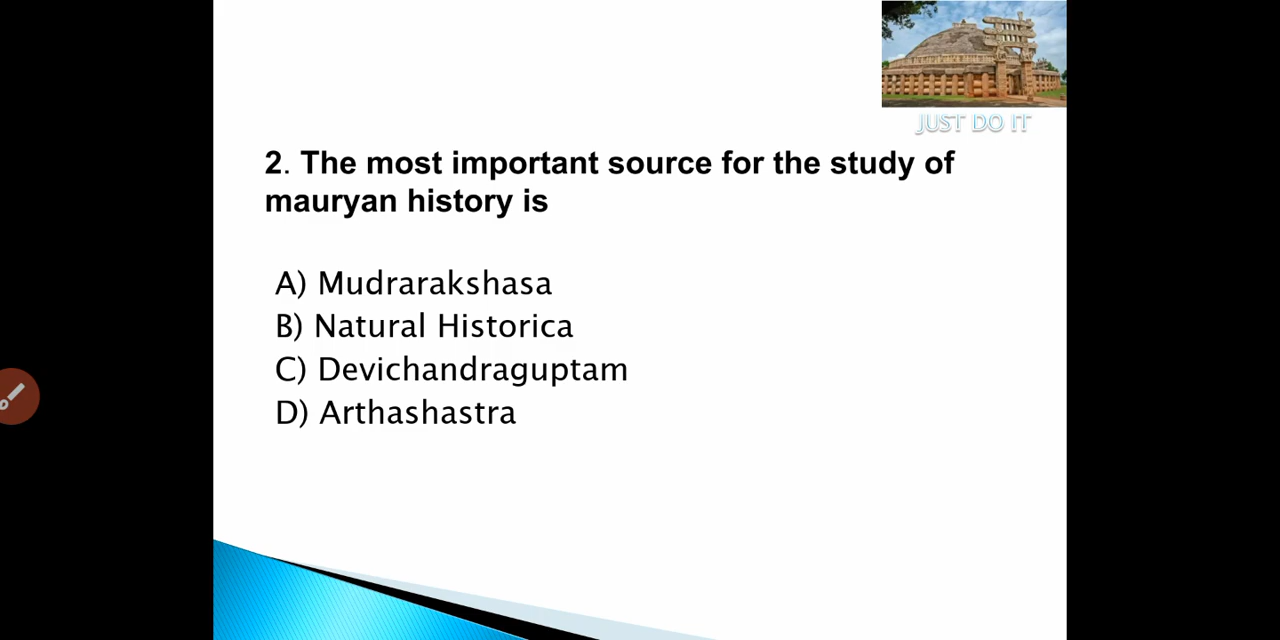 JUST DO IT
2. The most important source for the study of
mauryan history is
A) Mudrarakshasa
B) Natural Historica
C) Devichandraguptam
D) Arthashastra